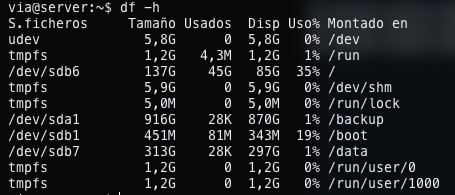 via@server:~$ df -h
S.ficheros Tamaño Usados Disp Uso% Montado en
udev 5,8G 0 5,8G 0% /dev
tmpfs 1,2G 4,3M 1,2G 1% /run
/dev/sdb6 137G 45G 85G 35% /
tmpfs 5,9G 0 5,9G 0% /dev/shm
tmpfs 5,0M 0 5,0M 0% /run/lock
/dev/sda1 916G 28K 870G 1% /backup
/dev/sdb1 451M 81M 343M 19% /boot
/dev/sdb7 313G 28K 297G 1% /data
tmpfs 1,2G 0 1,2G 0% /run/user/0
tmpfs 1,2G 0 1,2G 0% /run/user/1000